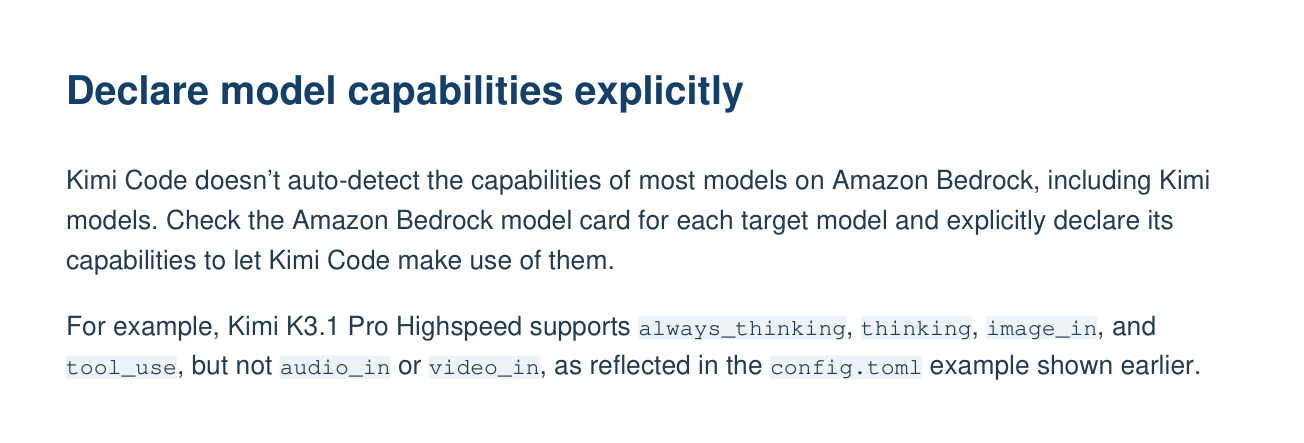 Declare model capabilities explicitly
Kimi Code doesn’t auto-detect the capabilities of most models on Amazon Bedrock, including Kimi
models. Check the Amazon Bedrock model card for each target model and explicitly declare its
capabilities to let Kimi Code make use of them.
For example, Kimi K3.1 Pro Highspeed supports always_thinking, thinking, image_in, and
tool_use, but not audio_in or video_in, as reflected in the config.toml example shown earlier.